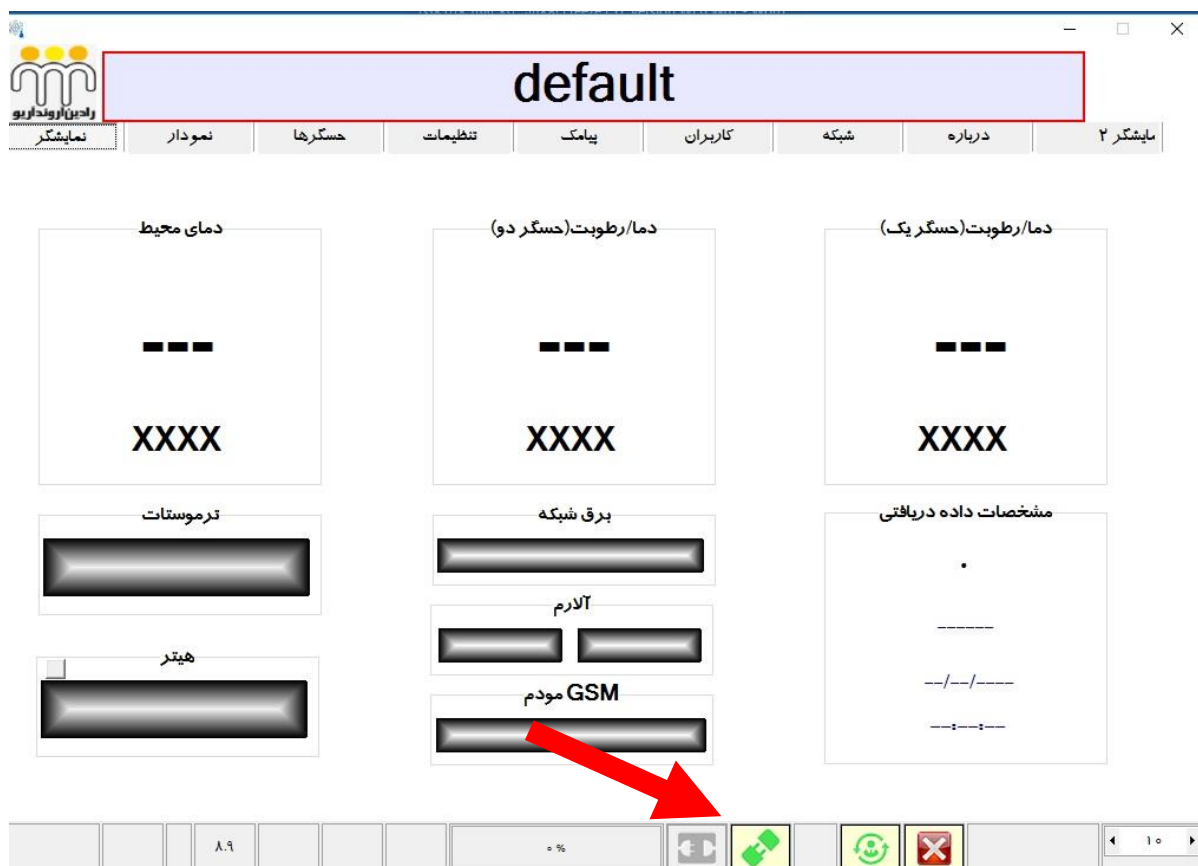 رادین‌آروندآریو
default
نمایشگر
نمودار
حسگرها
تنظیمات
پیامک
کاربران
شبکه
درباره
مایشگر ۲
دمای محیط
---
XXXX
دما/رطوبت(حسگر دو)
---
XXXX
دما/رطوبت(حسگر یک)
---
XXXX
ترموستات
برق شبکه
مشخصات داده دریافتی
------
--/--/----
--:--:--
آلارم
هیتر
مودم GSM
۸.۹
۰ %
۱۰